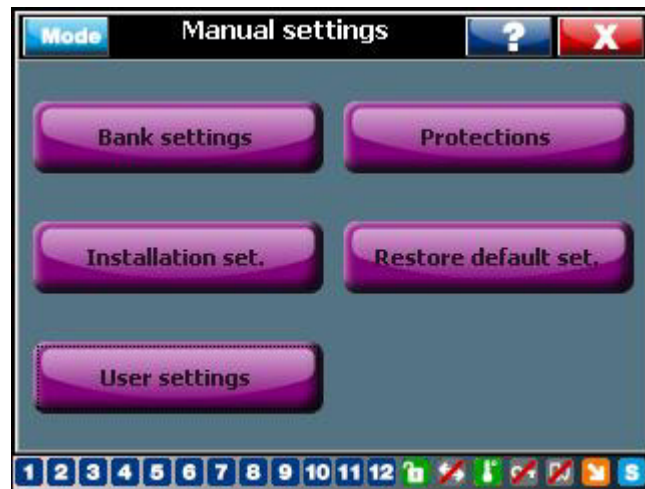 Mode Manual settings ? X
Bank settings Protections
Installation set. Restore default set.
User settings
1 2 3 4 5 6 7 8 9 10 11 12 S